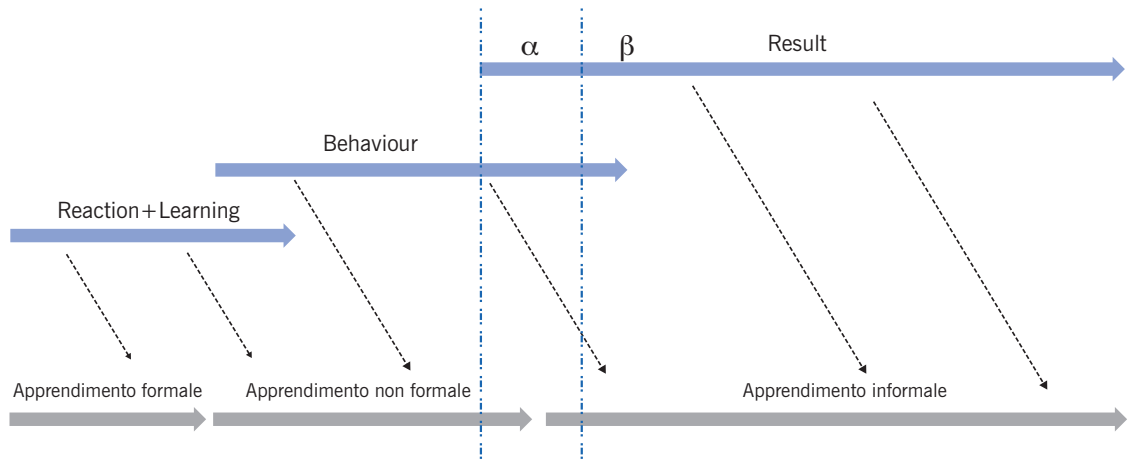 α
β
Result
Behaviour
Reaction+Learning
Apprendimento formale
Apprendimento non formale
Apprendimento informale